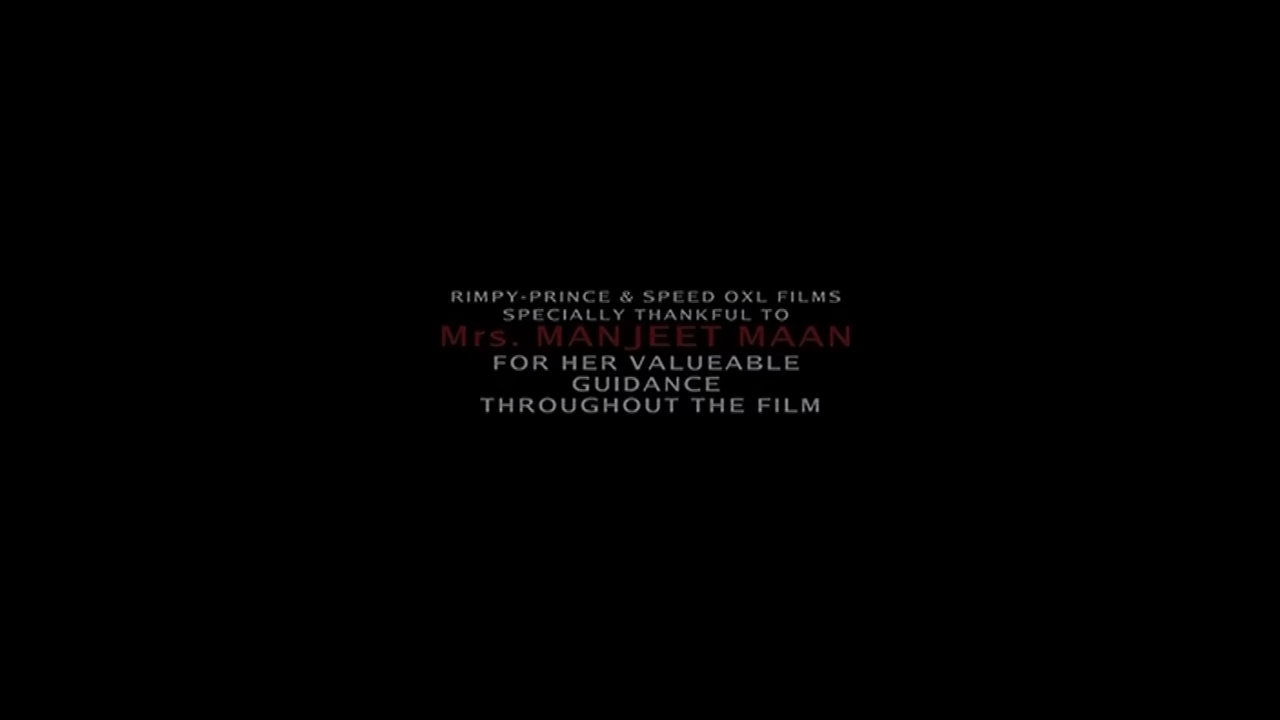 RIMPY-PRINCE & SPEED OXL FILMS
SPECIALLY THANKFUL TO
Mrs. MANJEET MAAN
FOR HER VALUEABLE
GUIDANCE
THROUGHOUT THE FILM